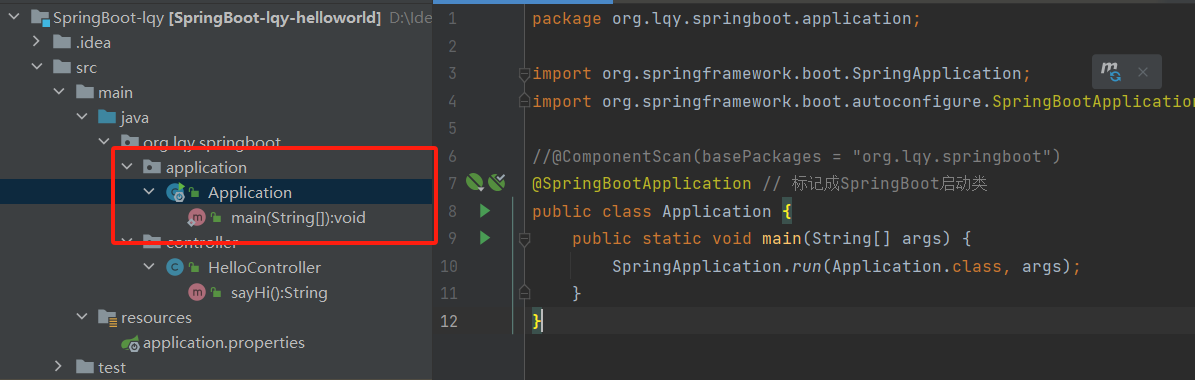 SpringBoot-lqy [SpringBoot-lqy-helloworld] D:\Ide
.idea
src
main
java
org.lqy.springboot
application
Application
main(String[]):void
controller
HelloController
sayHi():String
resources
application.properties
test
1 package org.lqy.springboot.application;
2
3 import org.springframework.boot.SpringApplication;
4 import org.springframework.boot.autoconfigure.SpringBootApplication
5
6 //@ComponentScan(basePackages = "org.lqy.springboot")
7 @SpringBootApplication // 标记成SpringBoot启动类
8 public class Application {
9 public static void main(String[] args) {
10 SpringApplication.run(Application.class, args);
11 }
12 }